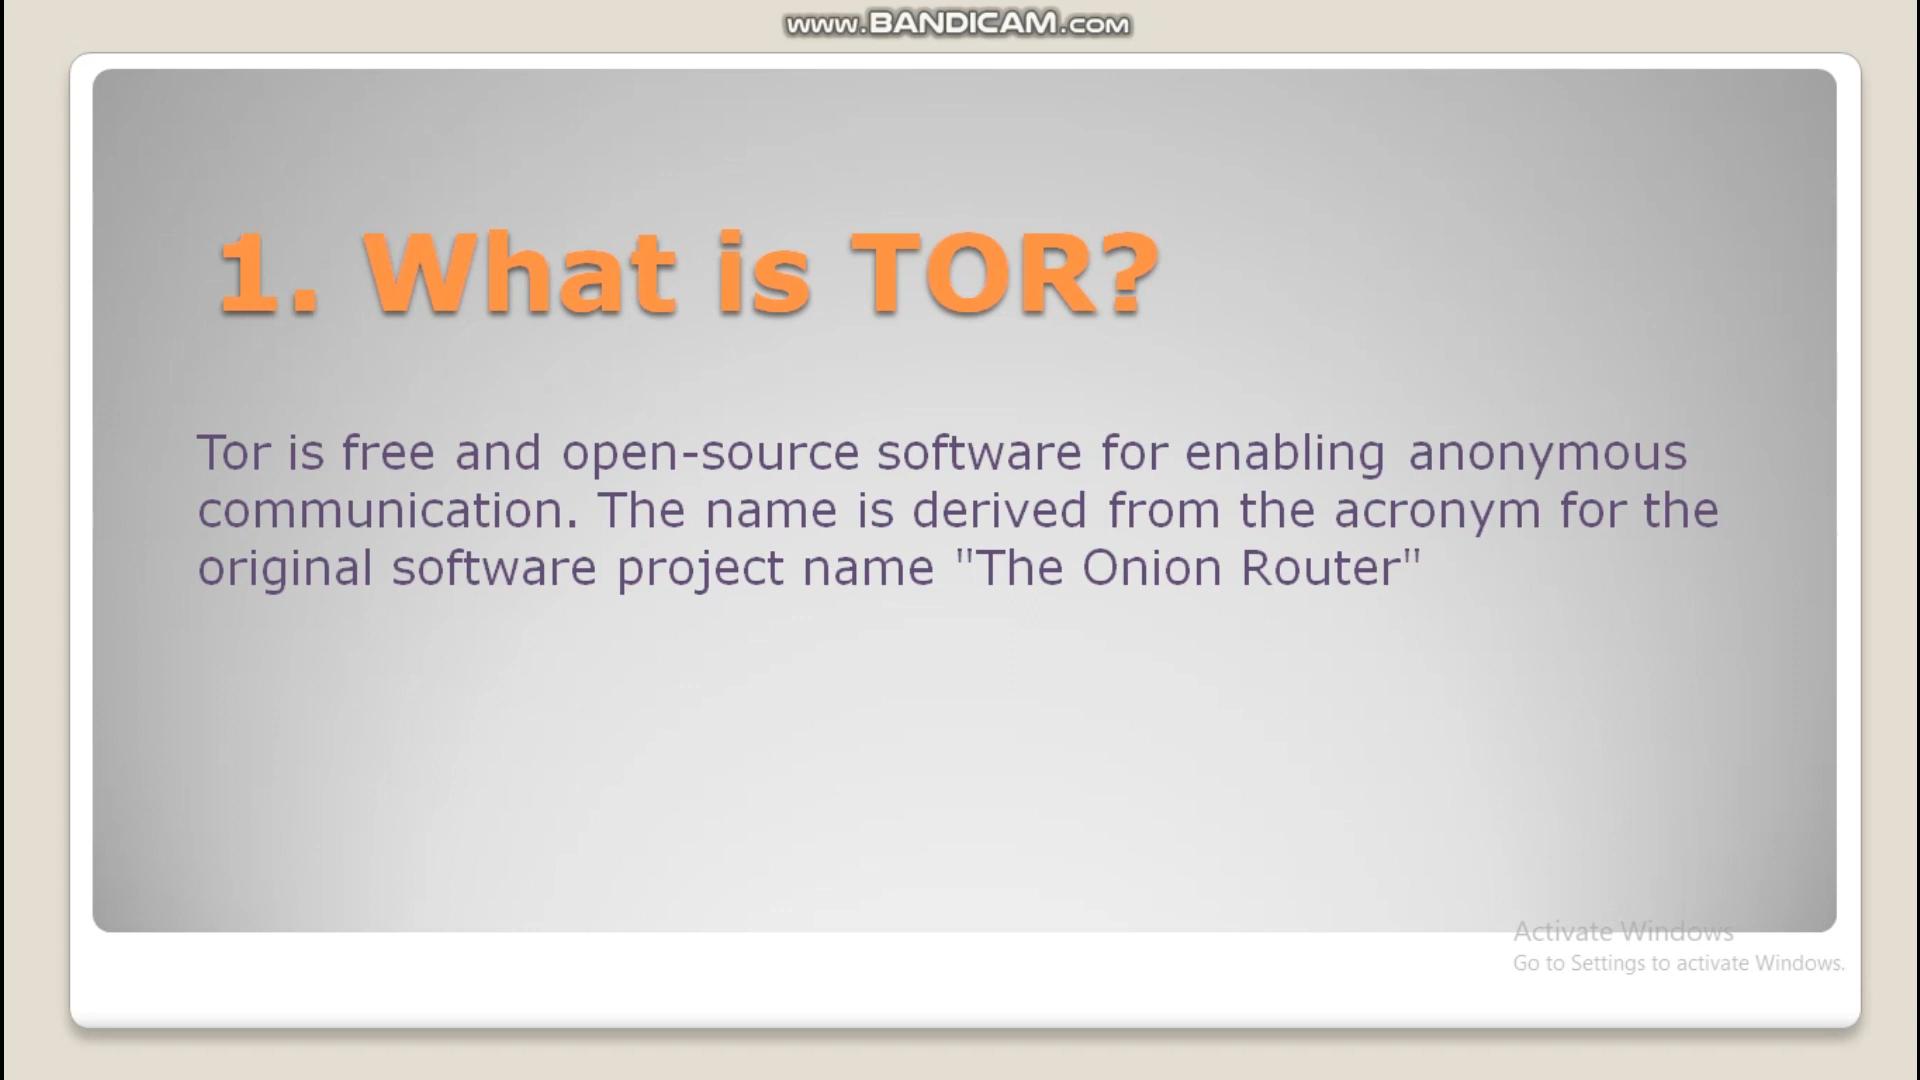 www.BANDICAM.com
1. What is TOR?
Tor is free and open-source software for enabling anonymous
communication. The name is derived from the acronym for the
original software project name "The Onion Router"
Activate Windows
Go to Settings to activate Windows.